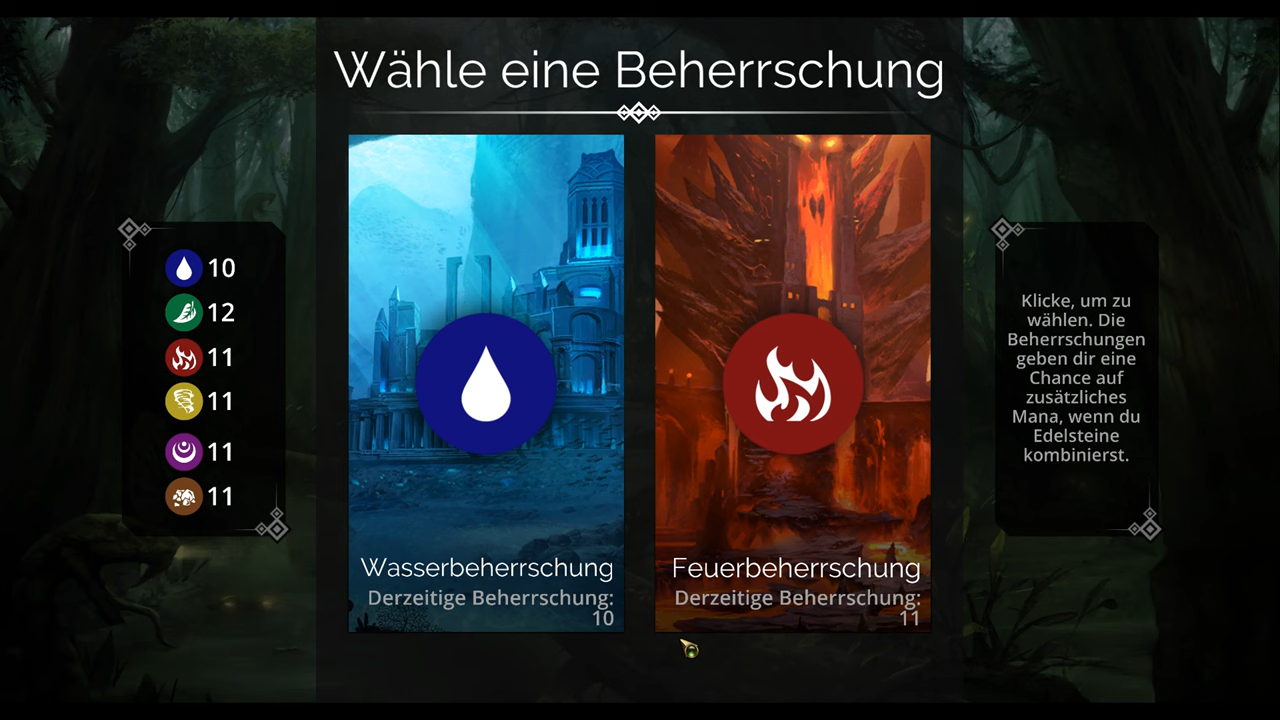 Wähle eine Beherrschung
10
12
11
11
11
11
Wasserbeherrschung
Derzeitige Beherrschung:
10
Feuerbeherrschung
Derzeitige Beherrschung:
11
Klicke, um zu
wählen. Die
Beherrschungen
geben dir eine
Chance auf
zusätzliches
Mana, wenn du
Edelsteine
kombinierst.